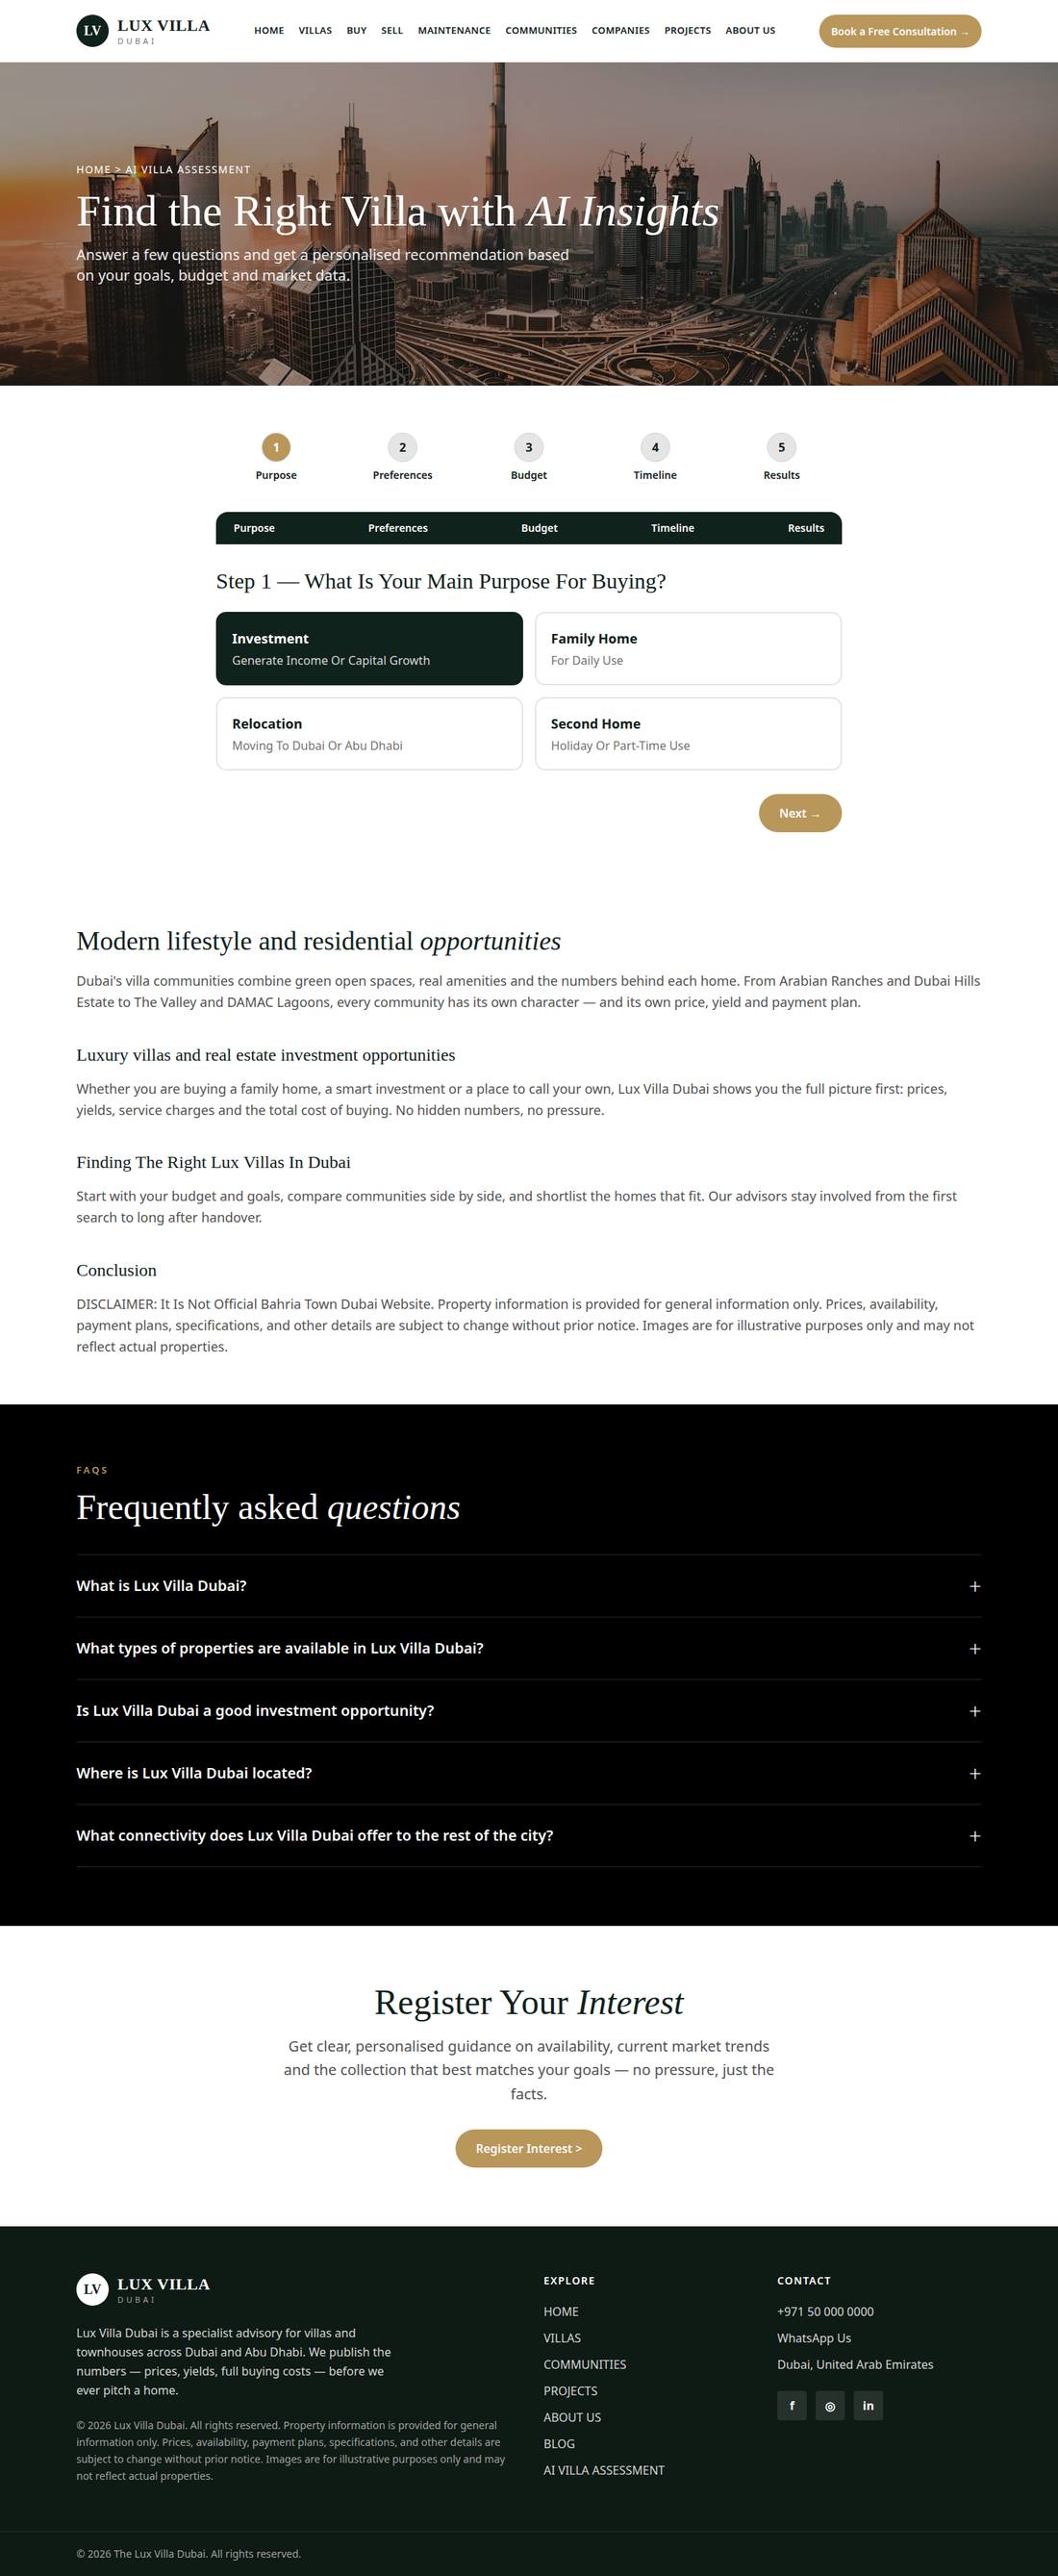 LV
LUX VILLA
DUBAI
HOME VILLAS BUY SELL MAINTENANCE COMMUNITIES COMPANIES PROJECTS ABOUT US
Book a Free Consultation →
HOME > AI VILLA ASSESSMENT
Find the Right Villa with AI Insights
Answer a few questions and get a personalised recommendation based
on your goals, budget and market data.
1 2 3 4 5
Purpose Preferences Budget Timeline Results
Purpose Preferences Budget Timeline Results
Step 1 — What Is Your Main Purpose For Buying?
Investment
Generate Income Or Capital Growth
Family Home
For Daily Use
Relocation
Moving To Dubai Or Abu Dhabi
Second Home
Holiday Or Part-Time Use
Next →
Modern lifestyle and residential opportunities
Dubai's villa communities combine green open spaces, real amenities and the numbers behind each home. From Arabian Ranches and Dubai Hills
Estate to The Valley and DAMAC Lagoons, every community has its own character — and its own price, yield and payment plan.
Luxury villas and real estate investment opportunities
Whether you are buying a family home, a smart investment or a place to call your own, Lux Villa Dubai shows you the full picture first: prices,
yields, service charges and the total cost of buying. No hidden numbers, no pressure.
Finding The Right Lux Villas In Dubai
Start with your budget and goals, compare communities side by side, and shortlist the homes that fit. Our advisors stay involved from the first
search to long after handover.
Conclusion
DISCLAIMER: It Is Not Official Bahria Town Dubai Website. Property information is provided for general information only. Prices, availability,
payment plans, specifications, and other details are subject to change without prior notice. Images are for illustrative purposes only and may not
reflect actual properties.
FAQS
Frequently asked questions
What is Lux Villa Dubai? +
What types of properties are available in Lux Villa Dubai? +
Is Lux Villa Dubai a good investment opportunity? +
Where is Lux Villa Dubai located? +
What connectivity does Lux Villa Dubai offer to the rest of the city? +
Register Your Interest
Get clear, personalised guidance on availability, current market trends
and the collection that best matches your goals — no pressure, just the
facts.
Register Interest >
LV
LUX VILLA
DUBAI
Lux Villa Dubai is a specialist advisory for villas and
townhouses across Dubai and Abu Dhabi. We publish the
numbers — prices, yields, full buying costs — before we
ever pitch a home.
© 2026 Lux Villa Dubai. All rights reserved. Property information is provided for general
information only. Prices, availability, payment plans, specifications, and other details are
subject to change without prior notice. Images are for illustrative purposes only and may
not reflect actual properties.
EXPLORE
HOME
VILLAS
COMMUNITIES
PROJECTS
ABOUT US
BLOG
AI VILLA ASSESSMENT
CONTACT
+971 50 000 0000
WhatsApp Us
Dubai, United Arab Emirates
f ◎ in
© 2026 The Lux Villa Dubai. All rights reserved.